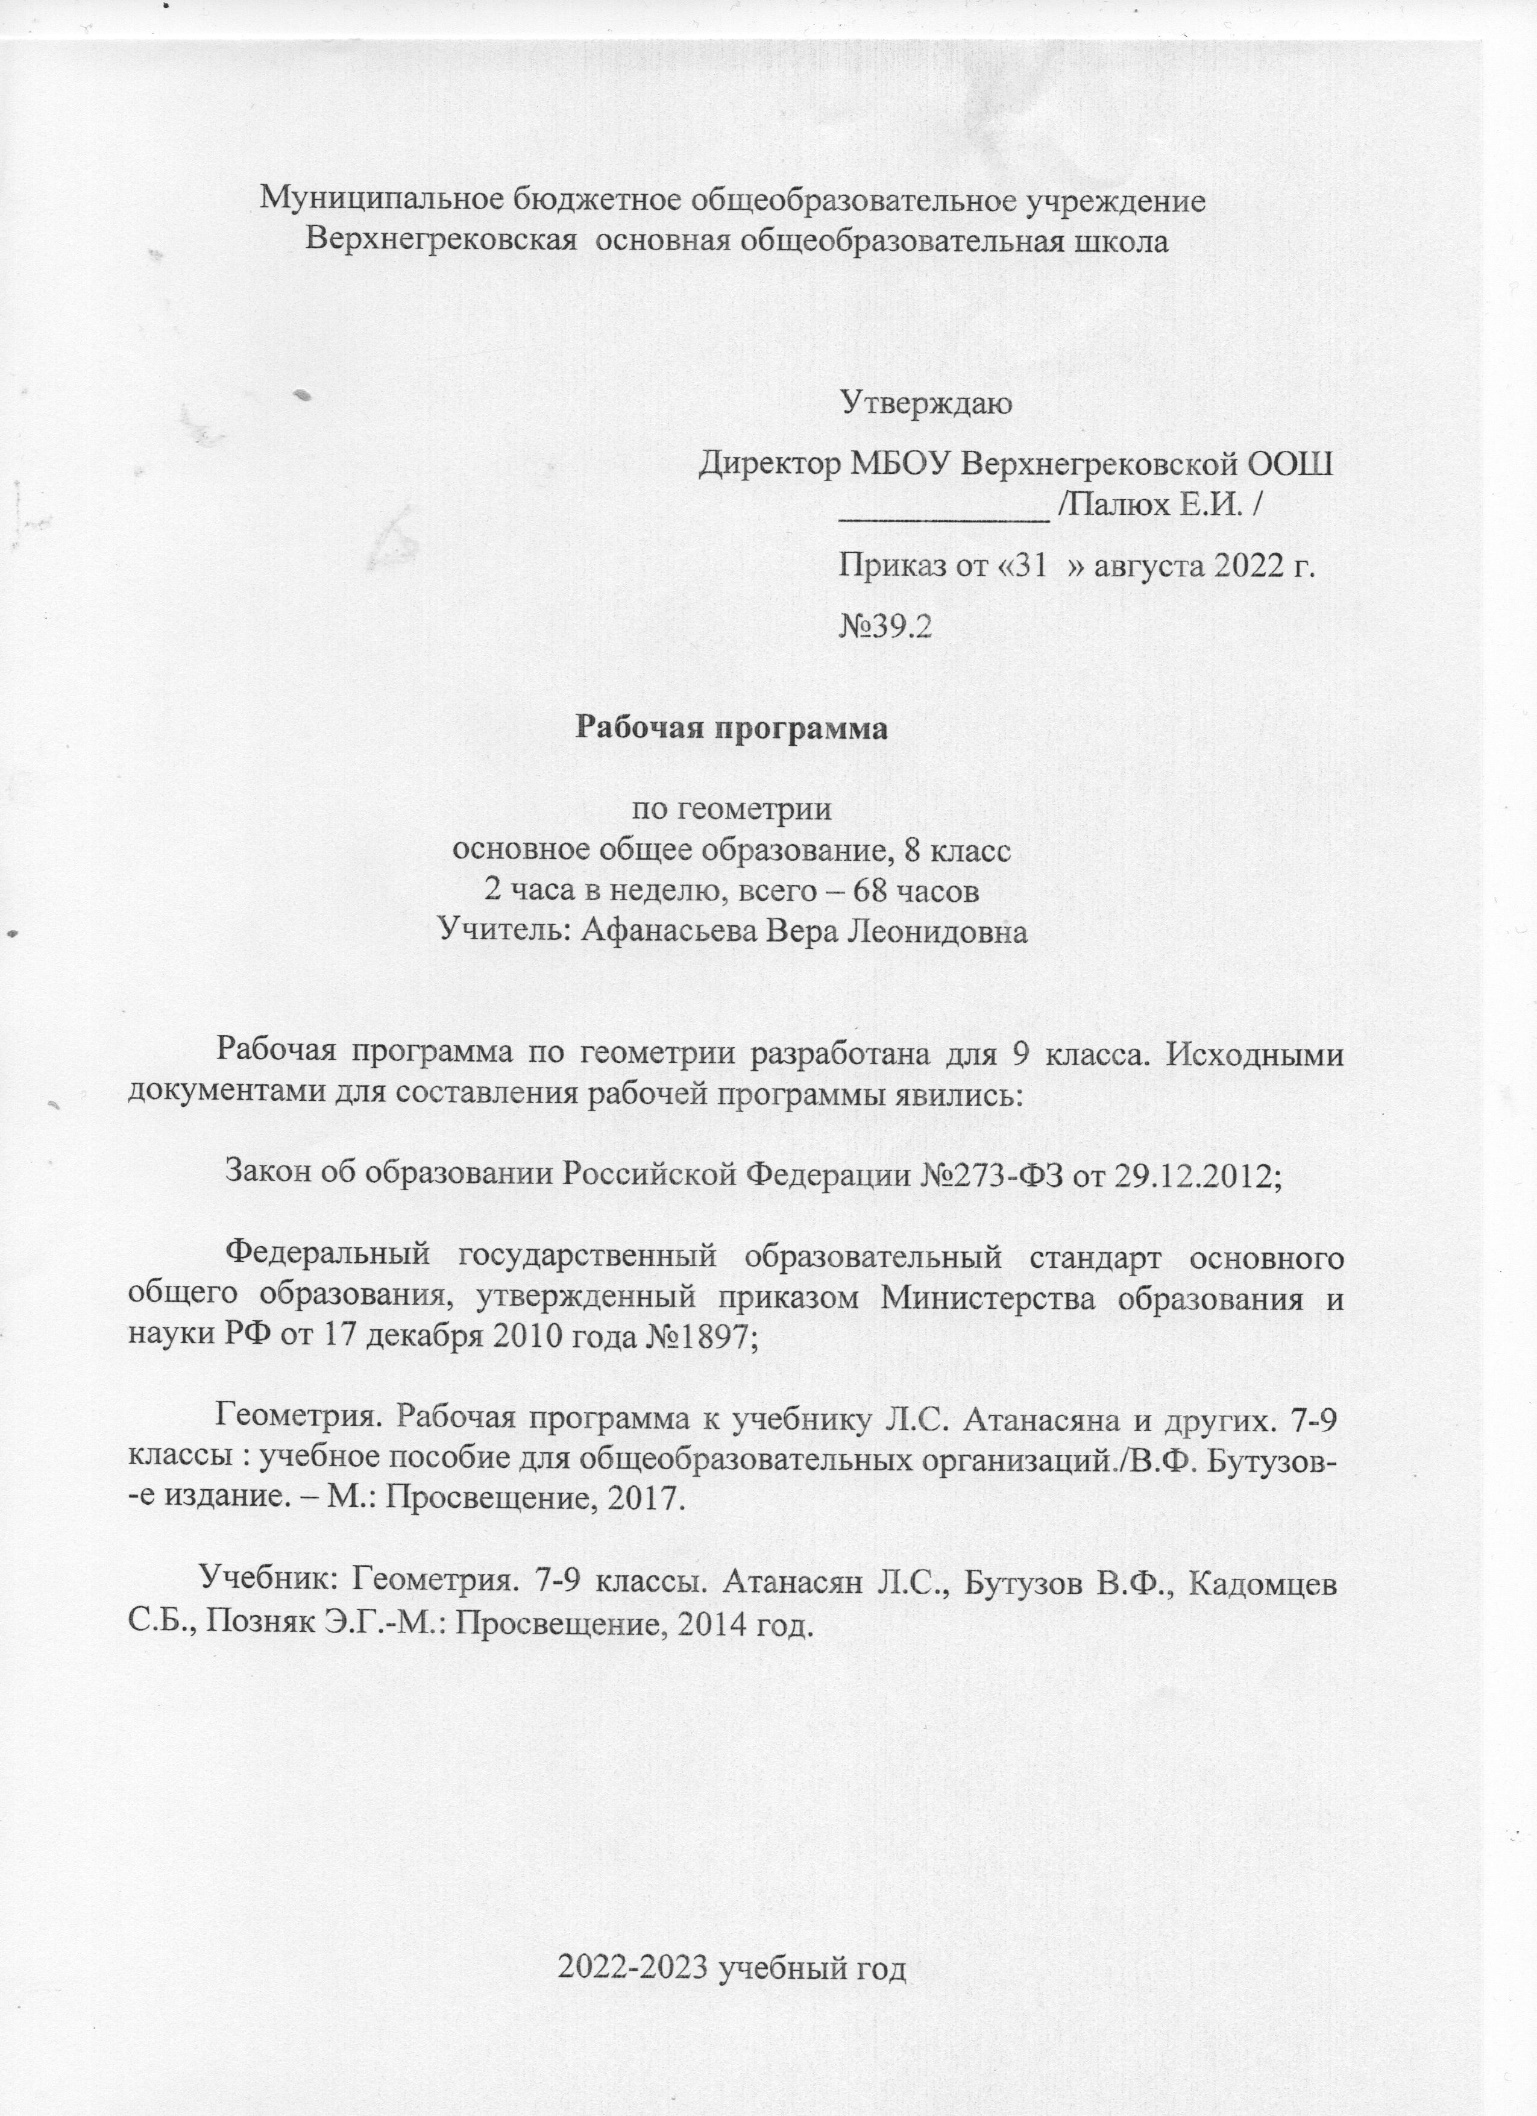 Муниципальное бюджетное общеобразовательное учреждение
Верхнегрековская основная общеобразовательная школа
Утверждаю
Директор МБОУ Верхнегрековской ООШ
____________ /Палюх Е.И. /
Приказ от «31 » августа 2022 г.
№39.2
Рабочая программа
по геометрии
основное общее образование, 8 класс
2 часа в неделю, всего – 68 часов
Учитель: Афанасьева Вера Леонидовна
Рабочая программа по геометрии разработана для 9 класса. Исходными
документами для составления рабочей программы явились:
Закон об образовании Российской Федерации №273-ФЗ от 29.12.2012;
Федеральный государственный образовательный стандарт основного
общего образования, утвержденный приказом Министерства образования и
науки РФ от 17 декабря 2010 года №1897;
Геометрия. Рабочая программа к учебнику Л.С. Атанасяна и других. 7-9
классы : учебное пособие для общеобразовательных организаций./В.Ф. Бутузов-
-е издание. – М.: Просвещение, 2017.
Учебник: Геометрия. 7-9 классы. Атанасян Л.С., Бутузов В.Ф., Кадомцев
С.Б., Позняк Э.Г.-М.: Просвещение, 2014 год.
2022-2023 учебный год